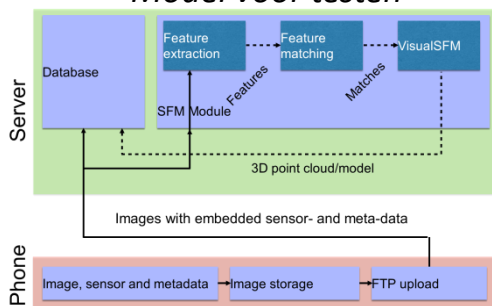 Model voor testen
Server
Database
Feature
extraction
Feature
matching
VisualSFM
Features
Matches
SFM Module
3D point cloud/model
Images with embedded sensor- and meta-data
Phone
Image, sensor and metadata
Image storage
FTP upload